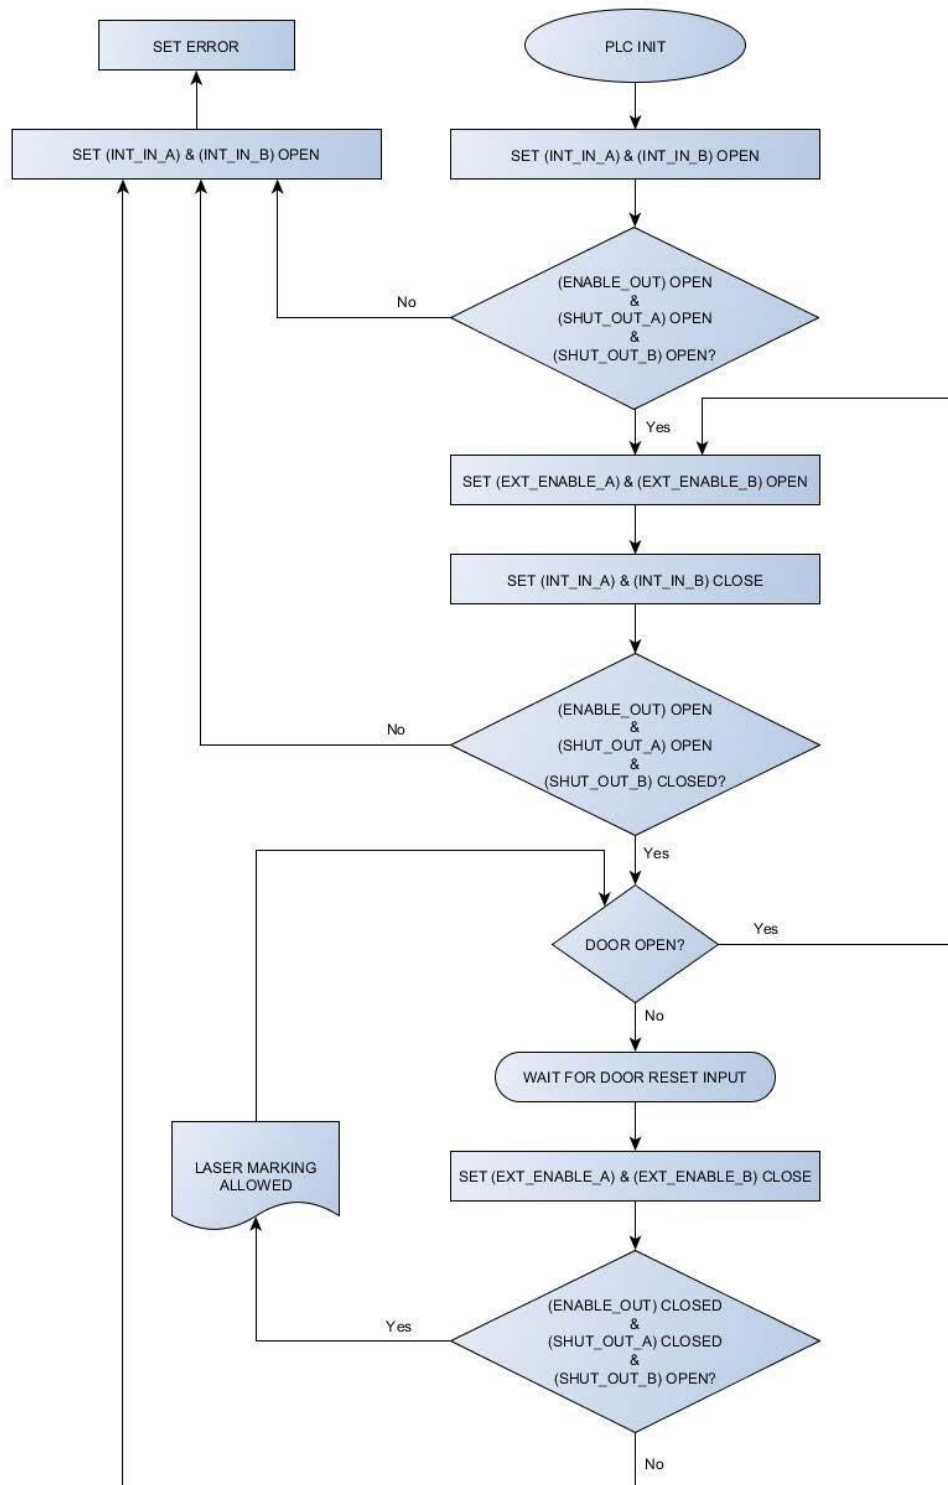 SET ERROR
PLC INIT
SET (INT_IN_A) & (INT_IN_B) OPEN
SET (INT_IN_A) & (INT_IN_B) OPEN
(ENABLE_OUT) OPEN
&
(SHUT_OUT_A) OPEN
&
(SHUT_OUT_B) OPEN?
No
Yes
SET (EXT_ENABLE_A) & (EXT_ENABLE_B) OPEN
SET (INT_IN_A) & (INT_IN_B) CLOSE
(ENABLE_OUT) OPEN
&
(SHUT_OUT_A) OPEN
&
(SHUT_OUT_B) CLOSED?
No
Yes
DOOR OPEN?
Yes
No
WAIT FOR DOOR RESET INPUT
LASER MARKING
ALLOWED
SET (EXT_ENABLE_A) & (EXT_ENABLE_B) CLOSE
(ENABLE_OUT) CLOSED
&
(SHUT_OUT_A) CLOSED
&
(SHUT_OUT_B) OPEN?
Yes
No